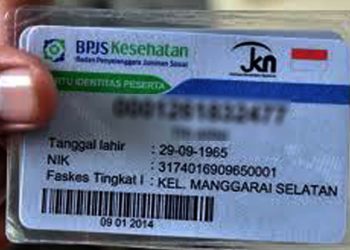 BPJS Kesehatan
Badan Penyelenggara Jaminan Sosial
jkn
KARTU IDENTITAS PESERTA
Tanggal lahir : 29-09-1965
NIK : 3174016909650001
Faskes Tingkat I : KEL. MANGGARAI SELATAN
09 01 2014